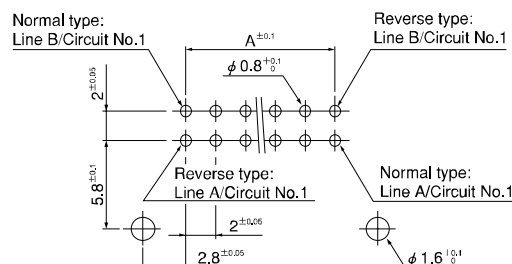 Normal type:
Line B/Circuit No.1
A±0.1
Reverse type:
Line B/Circuit No.1
ϕ0.8+0.1 0
2±0.05
5.8±0.1
Reverse type:
Line A/Circuit No.1
Normal type:
Line A/Circuit No.1
2±0.05
2.8±0.05
ϕ1.6+0.1 0